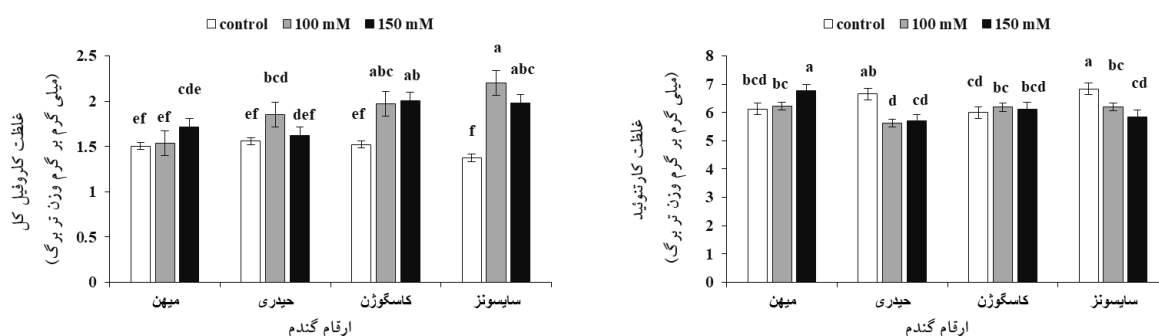 control 100 mM 150 mM
غلظت کلروفیل کل
(میلی گرم بر گرم وزن تر برگ)
2.5
2
1.5
1
0.5
0
ef ef cde
ef bcd def
ef abc ab
f a abc
میهن حیدری کاسگوژن سایسونز
ارقام گندم
control 100 mM 150 mM
غلظت کارتنوئید
(میلی گرم بر گرم وزن تر برگ)
8
7
6
5
4
3
2
1
0
bcd bc a
ab d cd
cd bc bcd
a bc cd
میهن حیدری کاسگوژن سایسونز
ارقام گندم